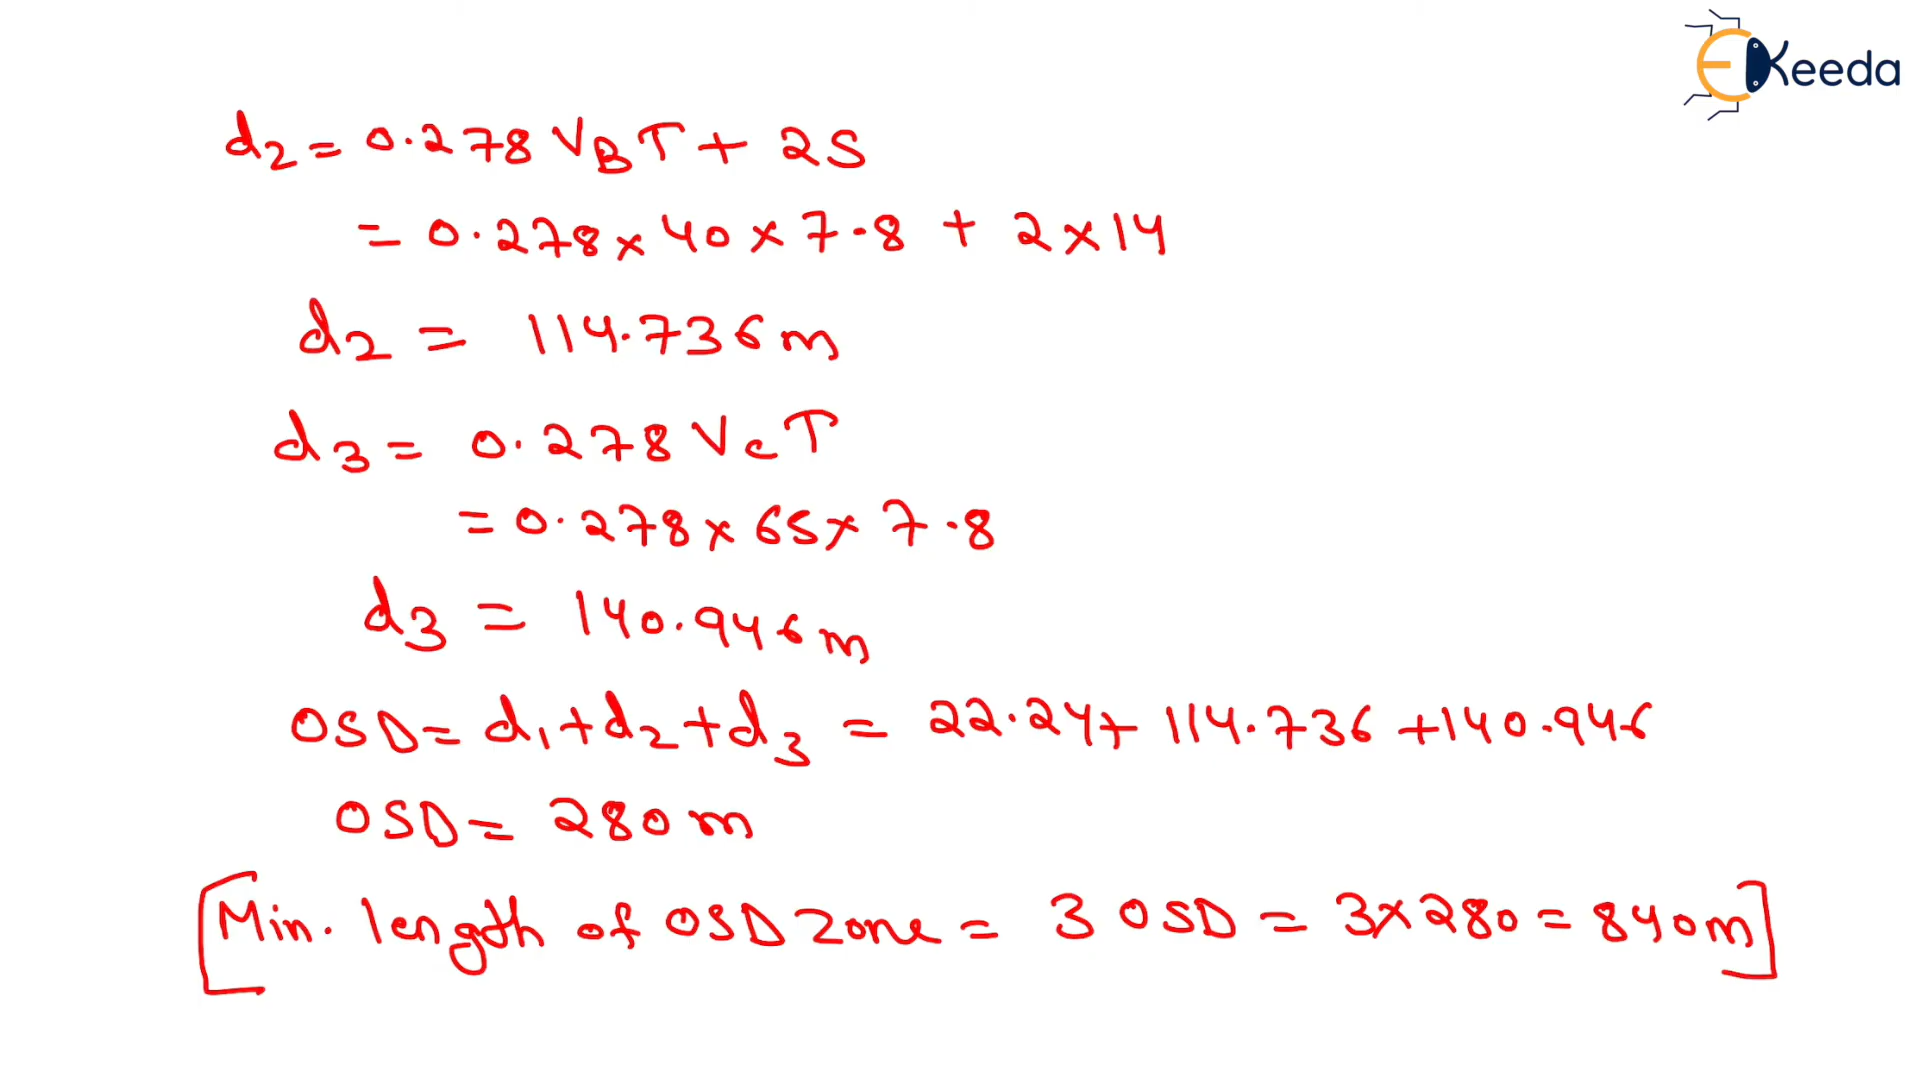 EKeeda
d2 = 0.278 VB T + 2S
= 0.278 x 40 x 7.8 + 2 x 14
d2 = 114.736 m
d3 = 0.278 Vc T
= 0.278 x 65 x 7.8
d3 = 140.946 m
OSD = d1 + d2 + d3 = 22.24 + 114.736 + 140.946
OSD = 280 m
[Min. length of OSD Zone = 3 OSD = 3 x 280 = 840 m]